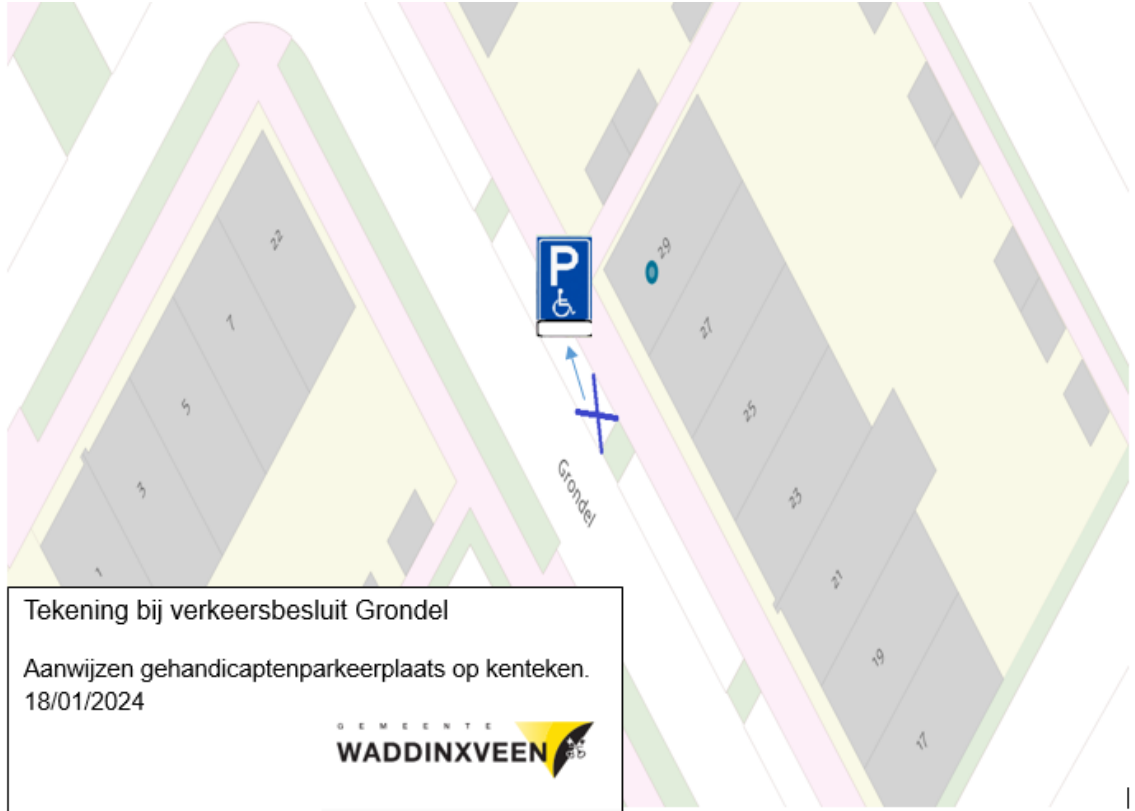 22
7
5
3
1
P
29
27
25
23
21
19
17
Grondel
Tekening bij verkeersbesluit Grondel
Aanwijzen gehandicaptenparkeerplaats op kenteken.
18/01/2024
GEMEENTE
WADDINXVEEN